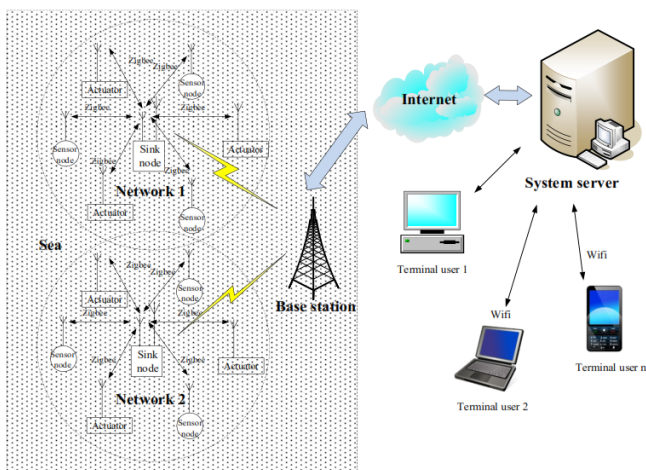 Zigbee
Zigbee
Actuator
Sensor
node
Zigbee
Zigbee
Sensor
node
Sink
node
Actuator
Zigbee
Zigbee
Network 1
Actuator
Sensor
node
Sea
Zigbee
Zigbee
Sensor
node
Actuator
Zigbee
Zigbee
Sensor
node
Sink
node
Actuator
Zigbee
Zigbee
Network 2
Actuator
Sensor
node
Base station
Internet
System server
Terminal user 1
Wifi
Wifi
Terminal user 2
Terminal user n